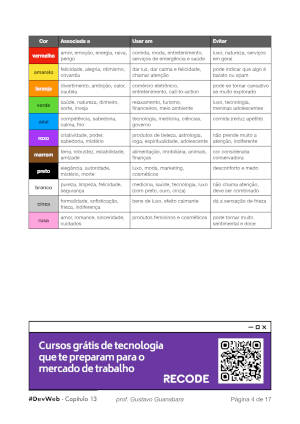 Cor Associada a Usar em Evitar
vermelho amor, emoção, energia, raiva, perigo comida, moda, entretenimento, serviços de emergência e saúde luxo, natureza, serviços em geral
amarelo felicidade, alegria, otimismo, covardia dar luz, dar calma e felicidade, chamar atenção pode indicar que algo é barato ou spam
laranja divertimento, ambição, calor, cautela comércio eletrônico, entretenimento, call-to-action pode se tornar cansativo se muito explorado
verde saúde, natureza, dinheiro, sorte, inveja relaxamento, turismo, financeiros, meio ambiente luxo, tecnologia, meninas adolescentes
azul competência, sabedoria, calma, frio tecnologia, medicina, ciências, governo comida (reduz apetite)
roxo criatividade, poder, sabedoria, mistério produtos de beleza, astrologia, ioga, espiritualidade, adolescente não prende muito a atenção, indiferente
marrom terra, robustez, estabilidade, amizade alimentação, imobiliária, animais, finanças cor considerada conservadora
preto elegância, autoridade, mistério, morte luxo, moda, marketing, cosméticos desconforto e medo
branco pureza, limpeza, felicidade, segurança medicina, saúde, tecnologia, luxo (com preto, ouro, cinza) não chama atenção, deve ser combinado
cinza formalidade, sofisticação, frieza, indiferença bens de luxo, efeito calmante dá a sensação de frieza
rosa amor, romance, sinceridade, cuidados produtos femininos e cosméticos pode tornar muito sentimental e doce
Cursos grátis de tecnologia
que te preparam para o
mercado de trabalho
RECODE
#DevWeb - Capítulo 13 prof. Gustavo Guanabara Página 4 de 17